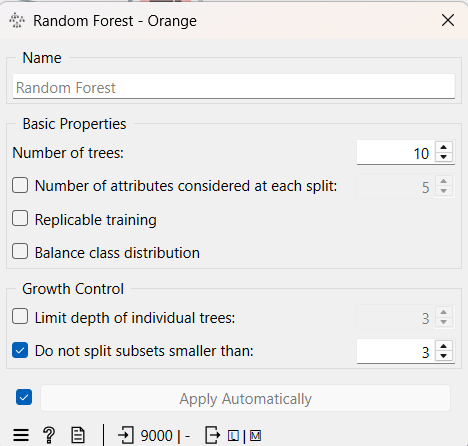 Random Forest - Orange
Name
Random Forest
Basic Properties
Number of trees: 10
Number of attributes considered at each split: 5
Replicable training
Balance class distribution
Growth Control
Limit depth of individual trees: 3
Do not split subsets smaller than: 3
Apply Automatically
? 9000 | - L | M